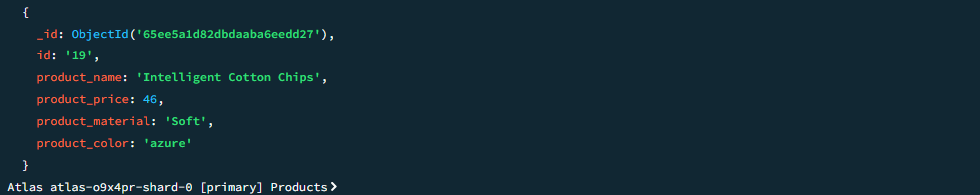 {
_id: ObjectId('65ee5a1d82dbdaaba6eedd27'),
id: '19',
product_name: 'Intelligent Cotton Chips',
product_price: 46,
product_material: 'Soft',
product_color: 'azure'
}
Atlas atlas-o9x4pr-shard-0 [primary] Products>